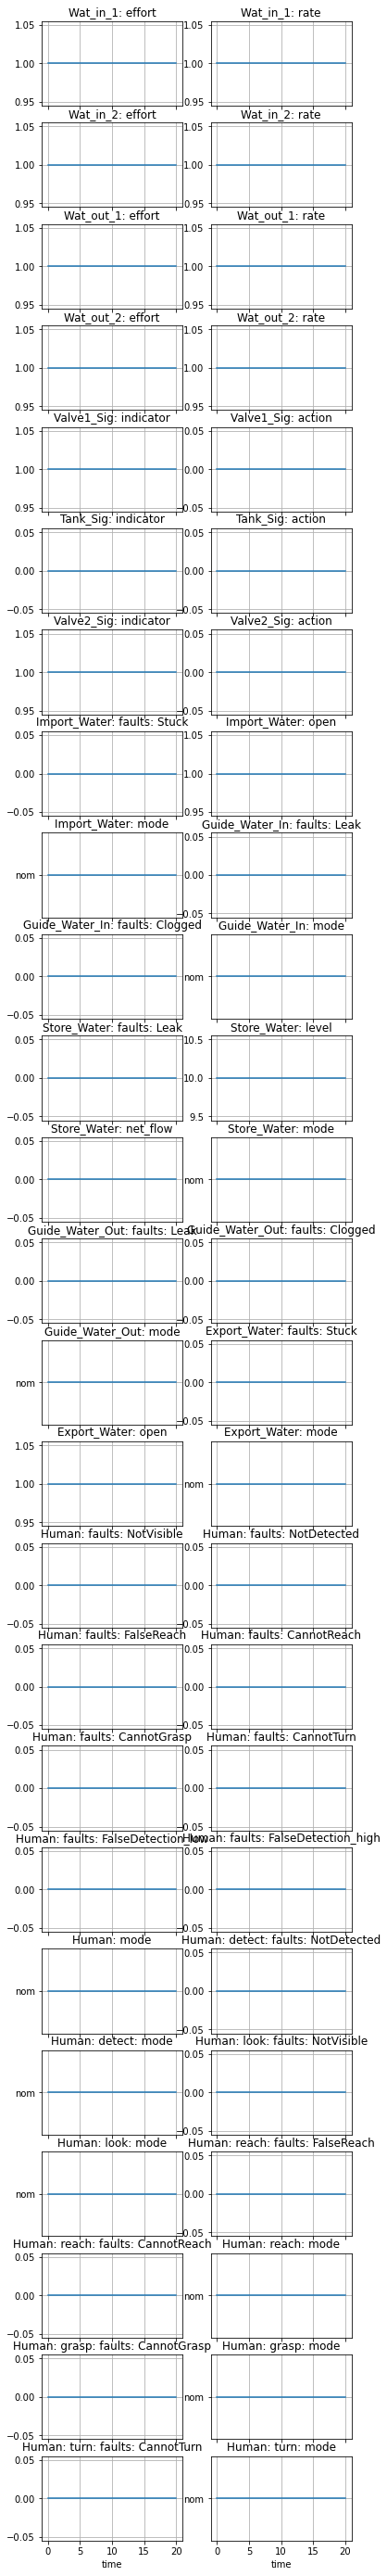 Wat_in_1: effort Wat_in_1: rate
1.05 1.05
1.00 1.00
0.95 0.95
Wat_in_2: effort Wat_in_2: rate
1.05 1.05
1.00 1.00
0.95 0.95
Wat_out_1: effort Wat_out_1: rate
1.05 1.05
1.00 1.00
0.95 0.95
Wat_out_2: effort Wat_out_2: rate
1.05 1.05
1.00 1.00
0.95 0.95
Valve1_Sig: indicator Valve1_Sig: action
1.05 0.05
1.00 0.00
0.95 −0.05
Tank_Sig: indicator Tank_Sig: action
0.05 0.05
0.00 0.00
−0.05 −0.05
Valve2_Sig: indicator Valve2_Sig: action
1.05 0.05
1.00 0.00
0.95 −0.05
Import_Water: faults: Stuck Import_Water: open
0.05 1.05
0.00 1.00
−0.05 0.95
Import_Water: mode Guide_Water_In: faults: Leak
0.05
nom 0.00
−0.05
Guide_Water_In: faults: Clogged Guide_Water_In: mode
0.05
0.00 nom
−0.05
Store_Water: faults: Leak Store_Water: level
0.05 10.5
0.00 10.0
−0.05 9.5
Store_Water: net_flow Store_Water: mode
0.05
0.00 nom
−0.05
Guide_Water_Out: faults: Leak Guide_Water_Out: faults: Clogged
0.05 0.05
0.00 0.00
−0.05 −0.05
Guide_Water_Out: mode Export_Water: faults: Stuck
0.05
nom 0.00
−0.05
Export_Water: open Export_Water: mode
1.05
1.00 nom
0.95
Human: faults: NotVisible Human: faults: NotDetected
0.05 0.05
0.00 0.00
−0.05 −0.05
Human: faults: FalseReach Human: faults: CannotReach
0.05 0.05
0.00 0.00
−0.05 −0.05
Human: faults: CannotGrasp Human: faults: CannotTurn
0.05 0.05
0.00 0.00
−0.05 −0.05
Human: faults: FalseDetection_low Human: faults: FalseDetection_high
0.05 0.05
0.00 0.00
−0.05 −0.05
Human: mode Human: detect: faults: NotDetected
0.05
nom 0.00
−0.05
Human: detect: mode Human: look: faults: NotVisible
0.05
nom 0.00
−0.05
Human: look: mode Human: reach: faults: FalseReach
0.05
nom 0.00
−0.05
Human: reach: faults: CannotReach Human: reach: mode
0.05
0.00 nom
−0.05
Human: grasp: faults: CannotGrasp Human: grasp: mode
0.05
0.00 nom
−0.05
Human: turn: faults: CannotTurn Human: turn: mode
0.05
0.00 nom
−0.05
0 5 10 15 20 0 5 10 15 20
time time